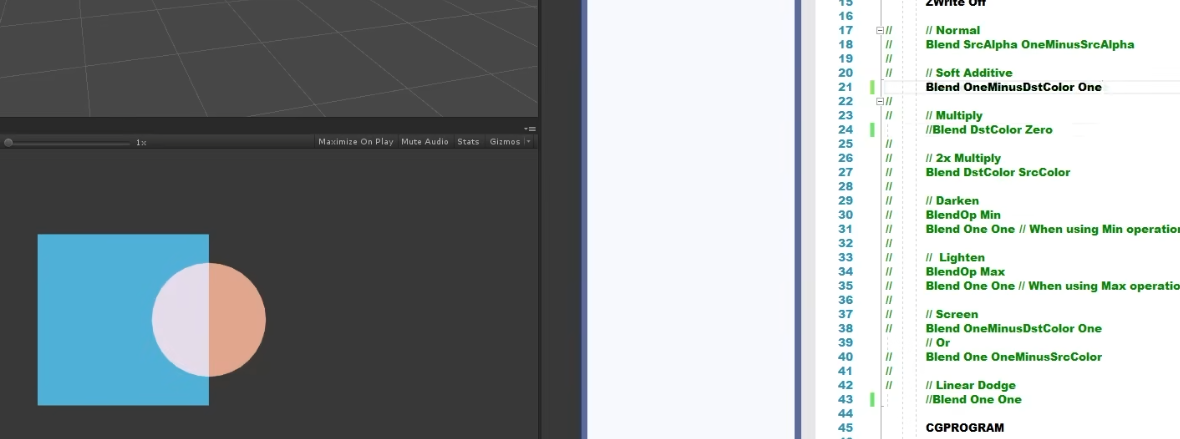 1x
Maximize On Play Mute Audio Stats Gizmos
15 ZWrite Off
16
17 // // Normal
18 // Blend SrcAlpha OneMinusSrcAlpha
19 //
20 // // Soft Additive
21 Blend OneMinusDstColor One
22 //
23 // // Multiply
24 //Blend DstColor Zero
25 //
26 // // 2x Multiply
27 // Blend DstColor SrcColor
28 //
29 // // Darken
30 // BlendOp Min
31 // Blend One One // When using Min operation
32 //
33 // // Lighten
34 // BlendOp Max
35 // Blend One One // When using Max operatio
36 //
37 // // Screen
38 // Blend OneMinusDstColor One
39 // Or
40 // Blend One OneMinusSrcColor
41 //
42 // // Linear Dodge
43 //Blend One One
44
45 CGPROGRAM